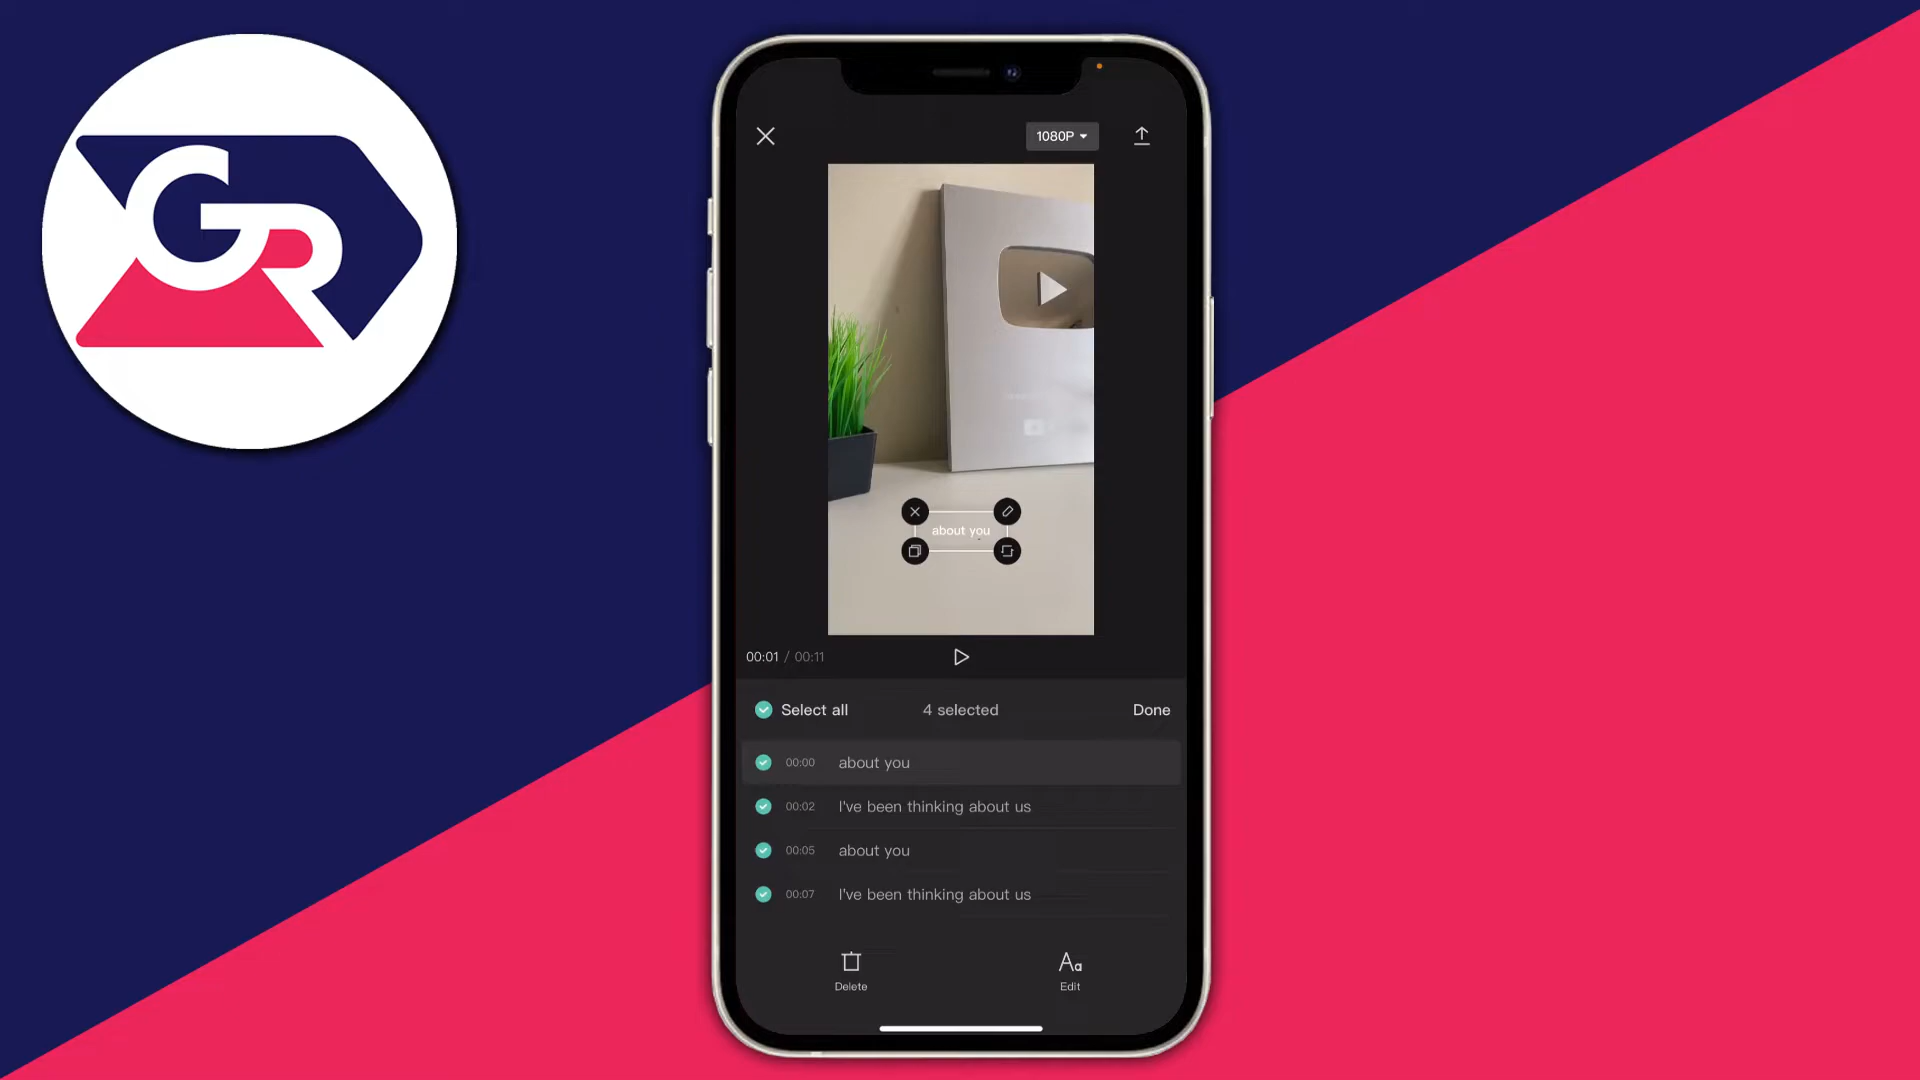 GR
1080P
about you
00:01 / 00:11
Select all 4 selected Done
00:00 about you
00:02 I've been thinking about us
00:05 about you
00:07 I've been thinking about us
Delete Edit